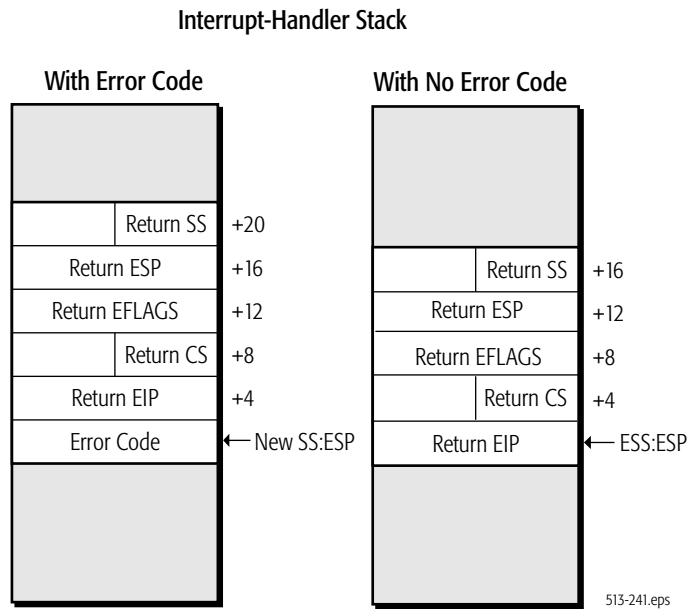 Interrupt-Handler Stack
With Error Code
Return SS +20
Return ESP +16
Return EFLAGS +12
Return CS +8
Return EIP +4
Error Code New SS:ESP
With No Error Code
Return SS +16
Return ESP +12
Return EFLAGS +8
Return CS +4
Return EIP ESS:ESP
513-241.eps